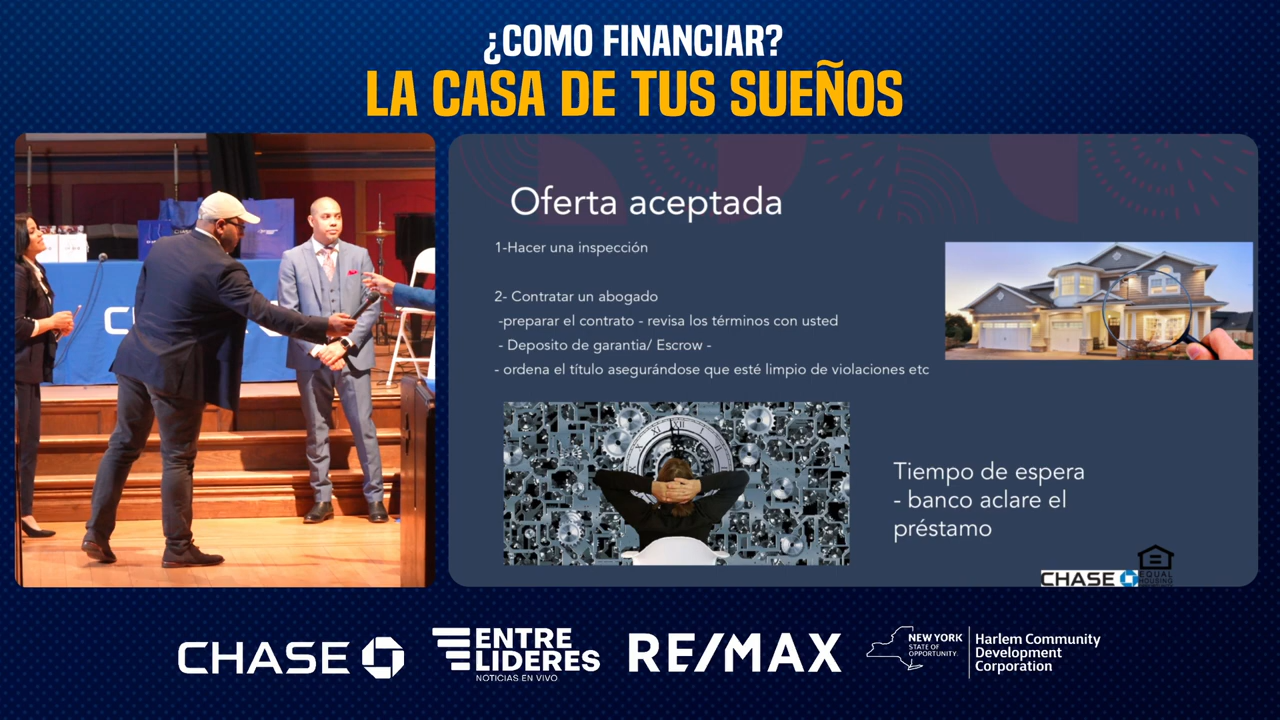 ¿COMO FINANCIAR?
LA CASA DE TUS SUEÑOS
Oferta aceptada
1-Hacer una inspección
2- Contratar un abogado
-preparar el contrato - revisa los términos con usted
- Deposito de garantia/ Escrow -
- ordena el título asegurándose que esté limpio de violaciones etc
Tiempo de espera
- banco aclare el
préstamo
CHASE
EQUAL
HOUSING
CHASE
ENTRE
LIDERES
NOTICIAS EN VIVO
RE/MAX
NEW YORK
STATE OF
OPPORTUNITY.
Harlem Community
Development
Corporation